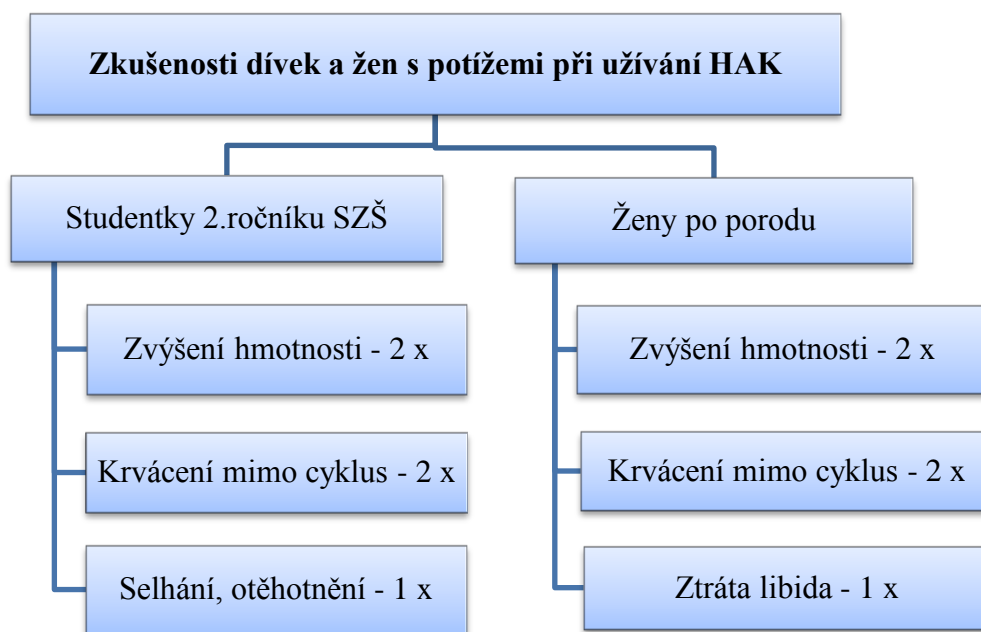 Zkušenosti dívek a žen s potížemi při užívání HAK
Studentky 2.ročníku SZŠ
Zvýšení hmotnosti - 2 x
Krvácení mimo cyklus - 2 x
Selhání, otěhotnění - 1 x
Ženy po porodu
Zvýšení hmotnosti - 2 x
Krvácení mimo cyklus - 2 x
Ztráta libida - 1 x